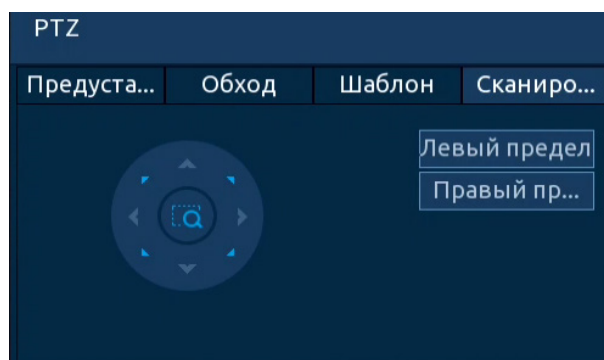 PTZ
Предуста... Обход Шаблон Сканиро...
Левый предел
Правый пр...